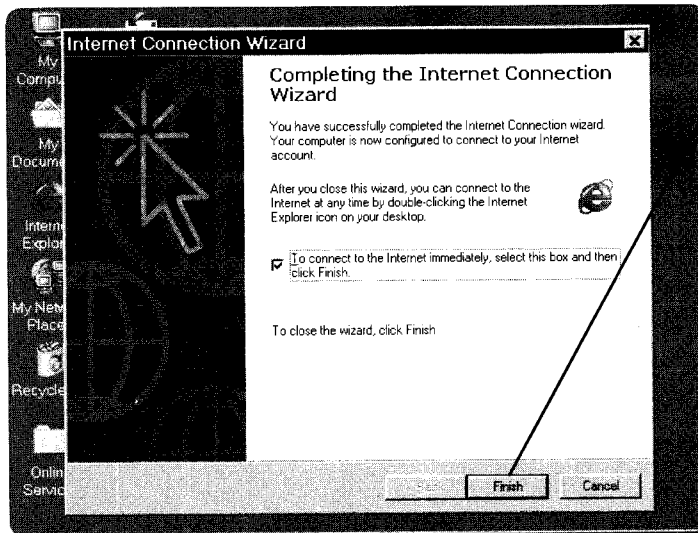 Internet Connection Wizard
My
Completing the Internet Connection
Wizard
You have successfully completed the Internet Connection wizard.
Your computer is now configured to connect to your Internet
account.
After you close this wizard, you can connect to the
Internet at any time by double-clicking the Internet
Explorer icon on your desktop.
To connect to the Internet immediately, select this box and then
click Finish.
To close the wizard, click Finish
Finish
Cancel
My
Docume
Intern
Explor
My Netw
Place
Recycle
Onlin
Servic